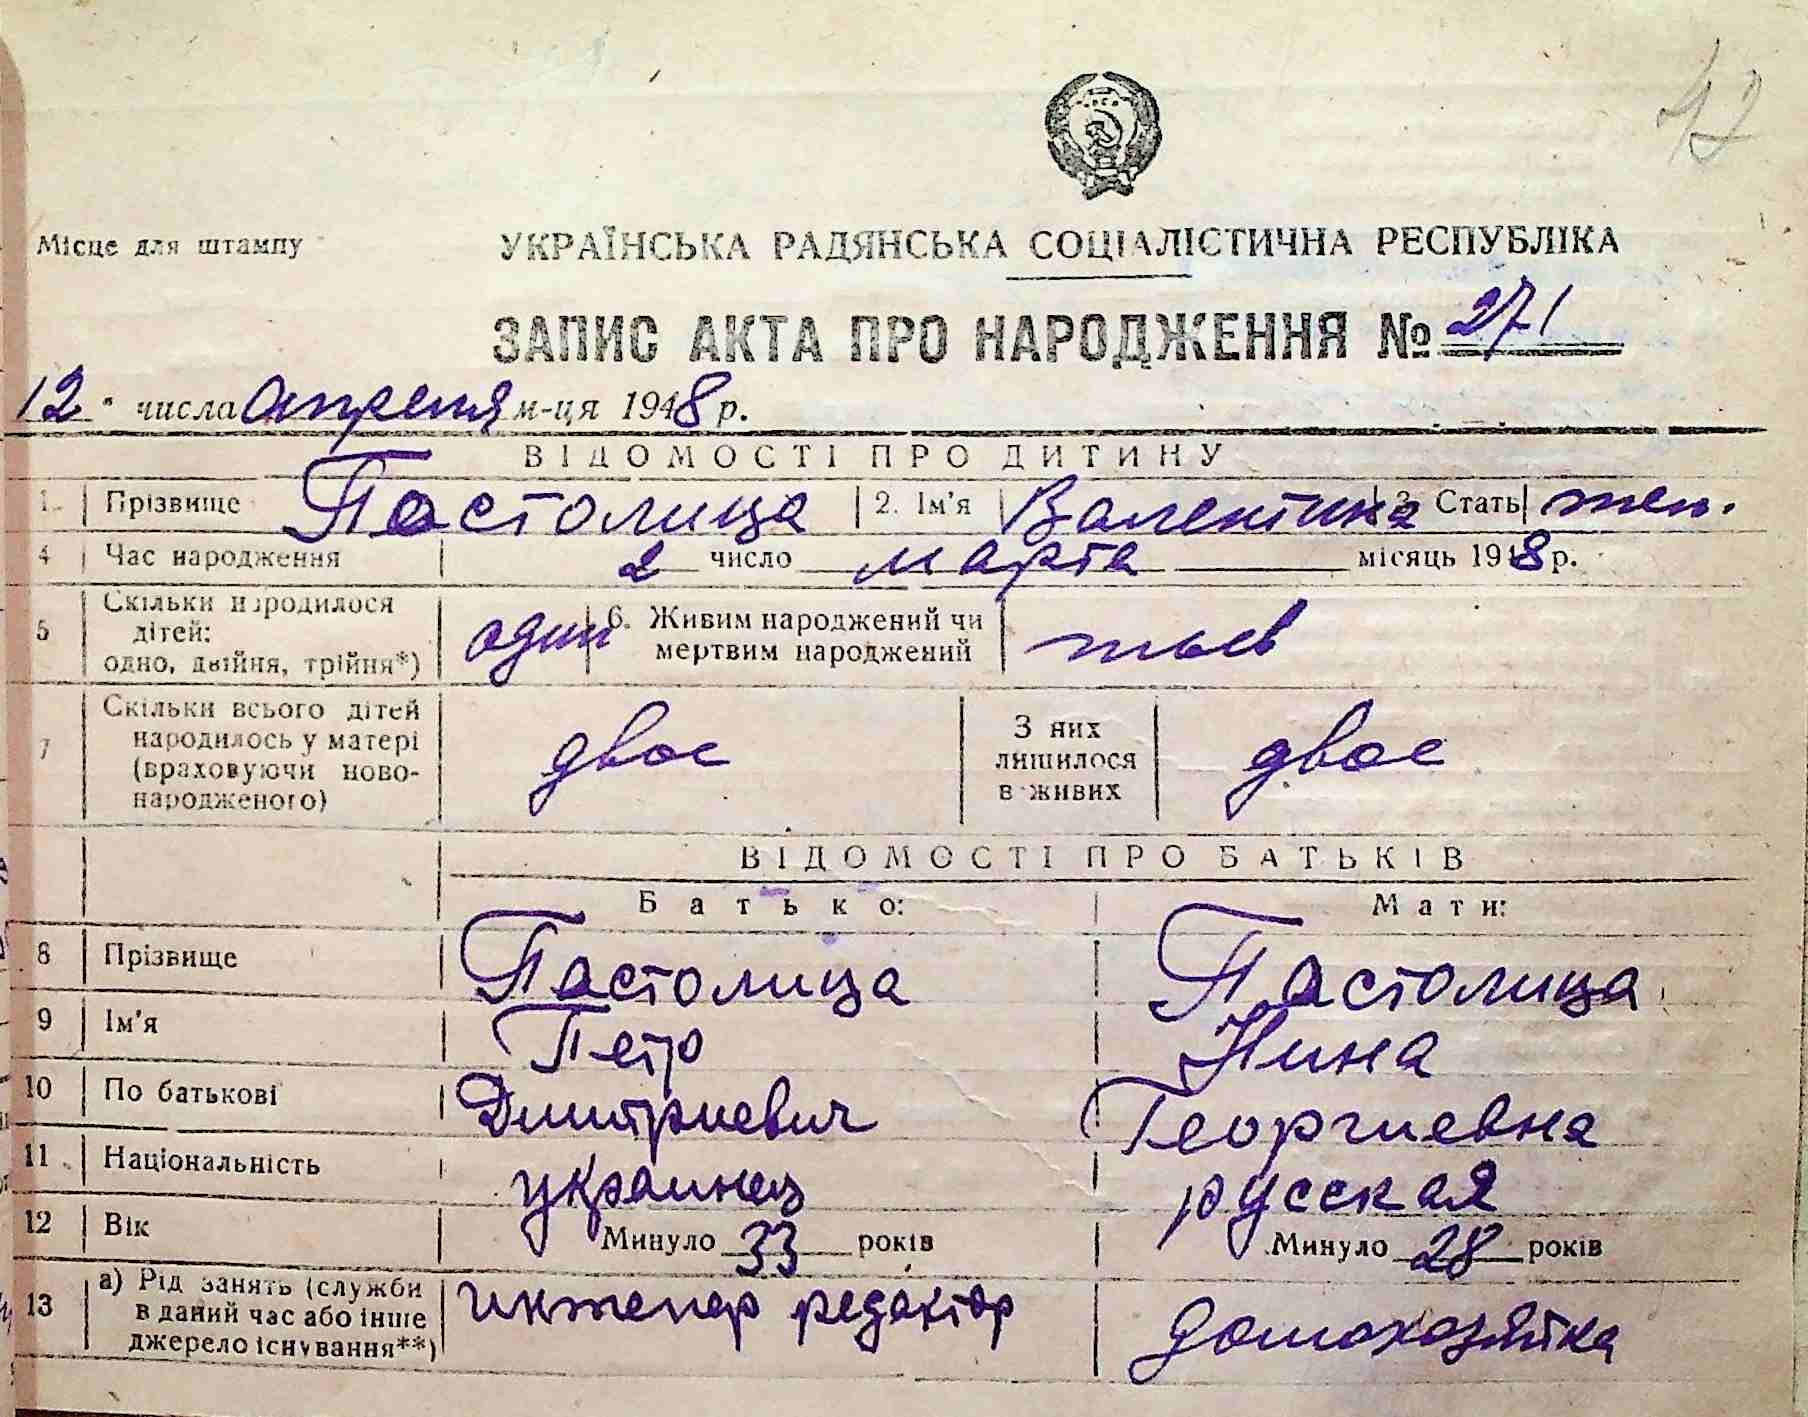 42
Місце для штампу
УКРАЇНСЬКА РАДЯНСЬКА СОЦІАЛІСТИЧНА РЕСПУБЛІКА
ЗАПИС АКТА ПРО НАРОДЖЕННЯ № 271
12 " числа апреля м-ця 1948 р.
ВІДОМОСТІ ПРО ДИТИНУ
1. Прізвище Пастолица 2. Ім'я Валентина 3. Стать жен.
4 Час народження 2 число марта місяць 1948 р.
5 Скільки народилося дітей: одно, двійня, трійня*) один 6. Живим народжений чи мертвим народжений
7 Скільки всього дітей народилось у матері (враховуючи новонародженого) двое З них лишилося в живих двое
ВІДОМОСТІ ПРО БАТЬКІВ
Батько: Мати:
8 Прізвище Пастолица Пастолица
9 Ім'я Петр Нина
10 По батькові Дмитриевич Георгиевна
11 Національність украинец русская
12 Вік Минуло 33 років Минуло 28 років
13 а) Рід занять (служби в даний час або інше джерело існування**) инженер редактор домохозяйка